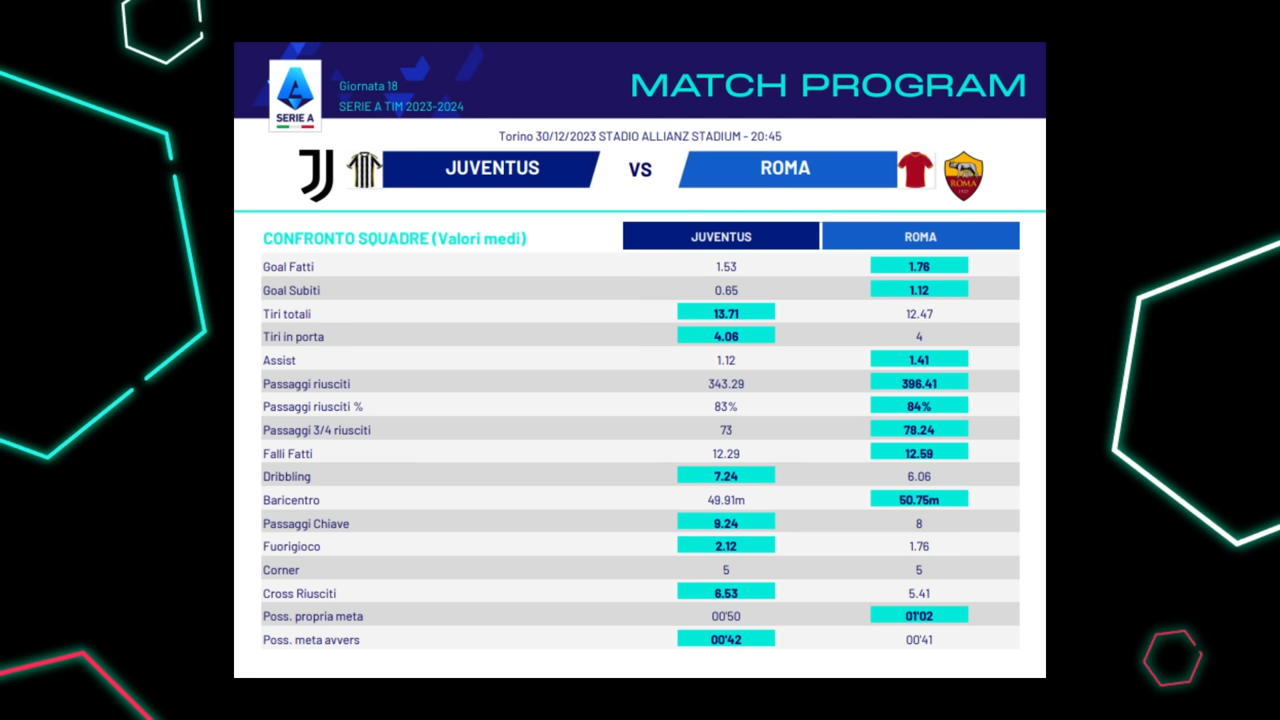 Giornata 18
SERIE A TIM 2023-2024
MATCH PROGRAM
SERIE A
Torino 30/12/2023 STADIO ALLIANZ STADIUM - 20:45
JUVENTUS VS ROMA
ROMA
1927
CONFRONTO SQUADRE (Valori medi) JUVENTUS ROMA
Goal Fatti 1.53 1.76
Goal Subiti 0.65 1.12
Tiri totali 13.71 12.47
Tiri in porta 4.06 4
Assist 1.12 1.41
Passaggi riusciti 343.29 396.41
Passaggi riusciti % 83% 84%
Passaggi 3/4 riusciti 73 78.24
Falli Fatti 12.29 12.59
Dribbling 7.24 6.06
Baricentro 49.91m 50.75m
Passaggi Chiave 9.24 8
Fuorigioco 2.12 1.76
Corner 5 5
Cross Riusciti 6.53 5.41
Poss. propria meta 00'50 01'02
Poss. meta avvers 00'42 00'41